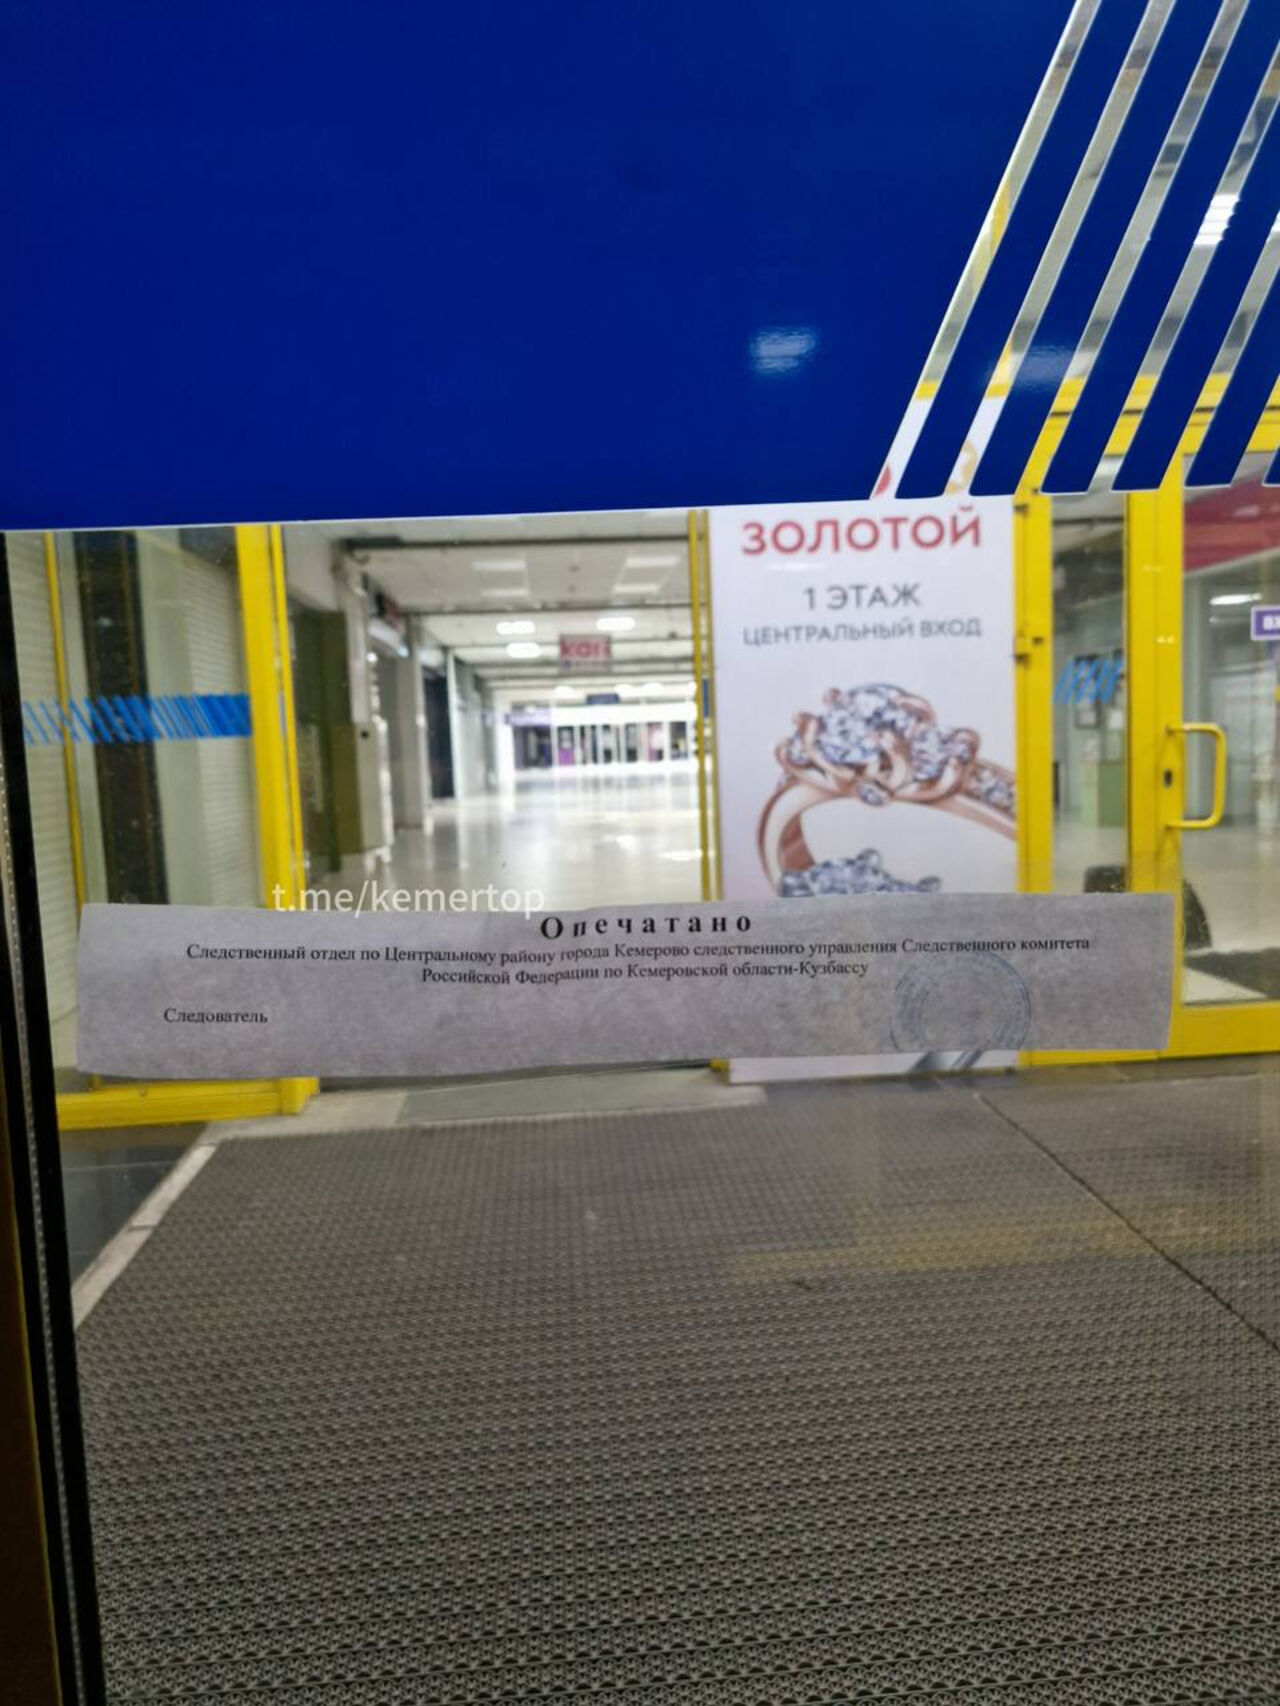 ЗОЛОТОЙ
1 ЭТАЖ
ЦЕНТРАЛЬНЫЙ ВХОД
kari
t.me/kemertop
Опечатано
Следственный отдел по Центральному району города Кемерово следственного управления Следственного комитета
Российской Федерации по Кемеровской области-Кузбассу
Следователь